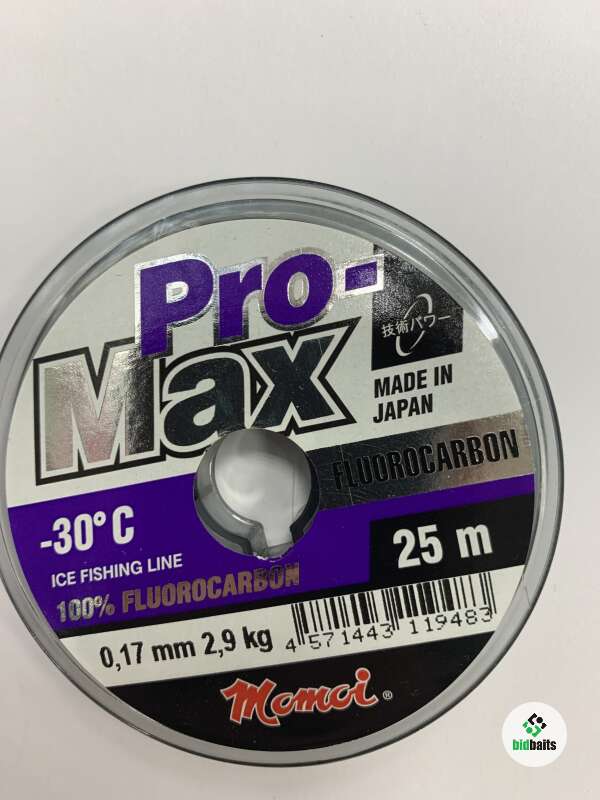 Pro-
Max
技術パワー
MADE IN
JAPAN
FLUOROCARBON
-30°C
ICE FISHING LINE
100% FLUOROCARBON
25 m
0,17 mm 2,9 kg
4 571443 119483
Momoi ®
bidbaits